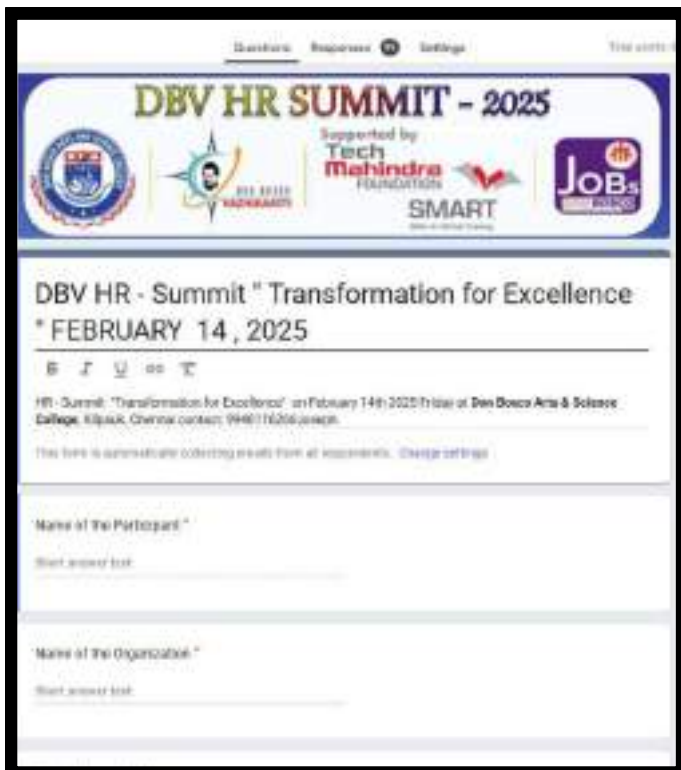 Questions Responses Settings
DBV HR SUMMIT - 2025
Supported by
Tech
Mahindra
FOUNDATION
SMART
JOBs
BOSCO
DBV HR - Summit " Transformation for Excellence
" FEBRUARY 14 , 2025
B I U
HR - Summit "Transformation for Excellence" on February 14th 2025 Friday at Don Bosco Arts & Science
College, Kilpauk, Chennai contact: joseph
This form is automatically collecting emails from all respondents. Change settings
Name of the Participant *
Short answer text
Name of the Organization *
Short answer text